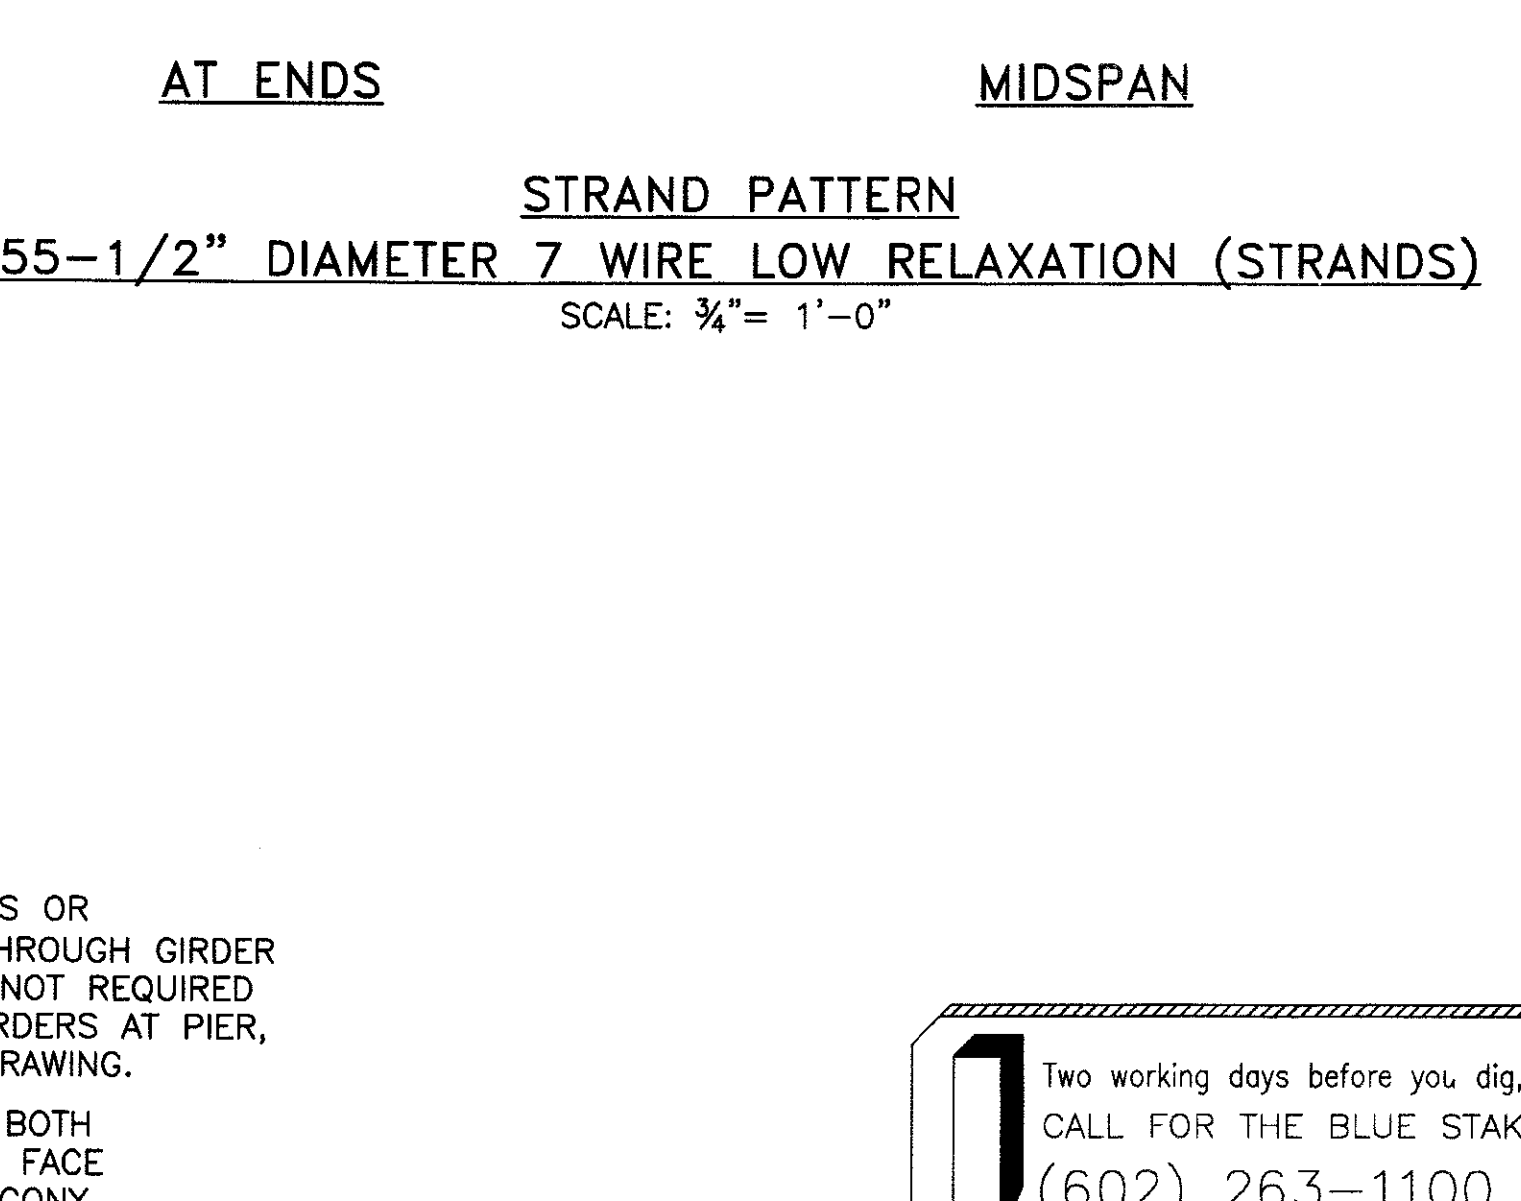 AT ENDS
MIDSPAN
STRAND PATTERN
55-1/2" DIAMETER 7 WIRE LOW RELAXATION (STRANDS)
SCALE: ¾"= 1'-0"
S OR
HROUGH GIRDER
NOT REQUIRED
RDERS AT PIER,
RAWING.
BOTH
FACE
Two working days before you dig,
CALL FOR THE BLUE STAK
(602) 263-1100